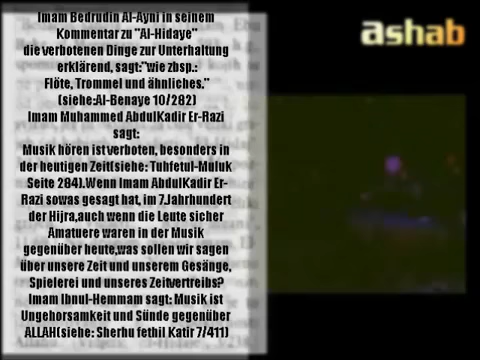 Imam Bedrudin Al-Ayni in seinem
Kommentar zu "Al-Hidaye"
die verbotenen Dinge zur Unterhaltung
erklärend, sagt:"wie zbsp.:
Flöte, Trommel und ähnliches."
(siehe:Al-Benaye 10/282)
Imam Muhammed AbdulKadir Er-Razi
sagt:
Musik hören ist verboten, besonders in
der heutigen Zeit(siehe: Tuhfetul-Muluk
Seite 284).Wenn Imam AbdulKadir Er-
Razi sowas gesagt hat, im 7.Jahrhundert
der Hijra,auch wenn die Leute sicher
Amatuere waren in der Musik
gegenüber heute,was sollen wir sagen
über unsere Zeit und unserem Gesänge,
Spielerei und unseres Zeitvertreibs?
Imam Ibnul-Hemmam sagt: Musik ist
Ungehorsamkeit und Sünde gegenüber
ALLAH(siehe: Sherhu fethil Katir 7/411)
ashab